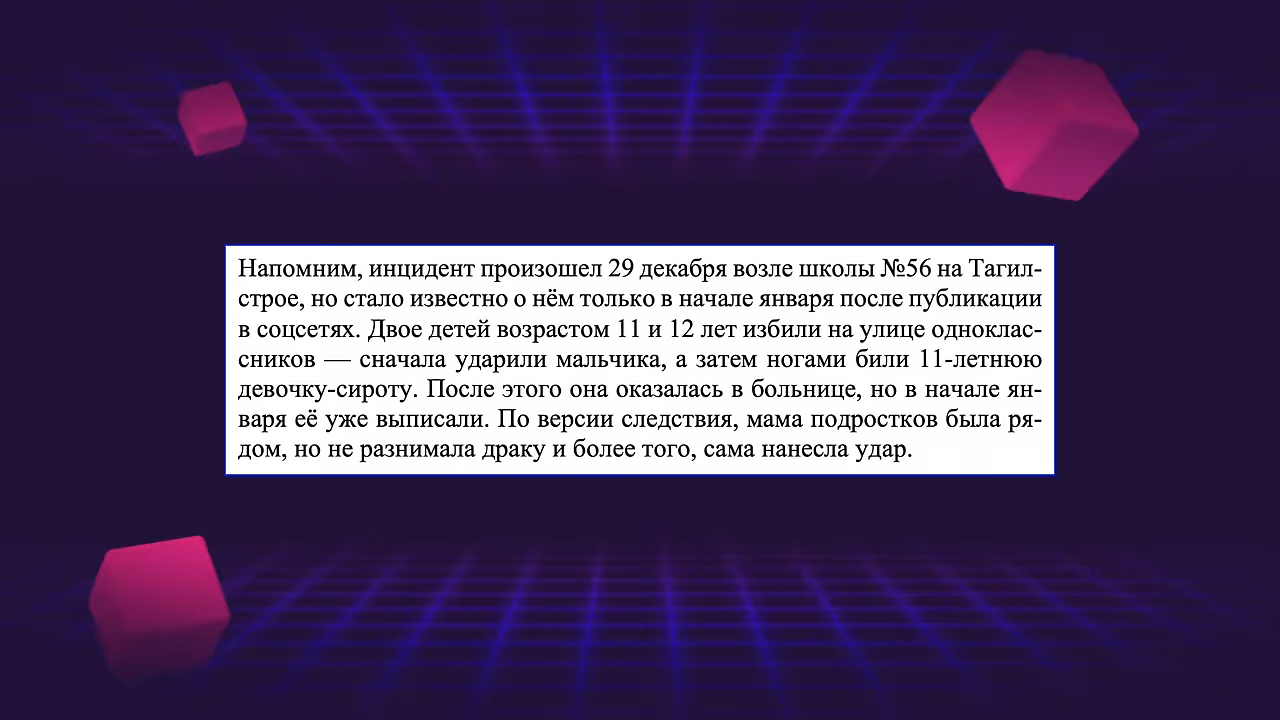 Напомним, инцидент произошел 29 декабря возле школы №56 на Тагил-
строе, но стало известно о нём только в начале января после публикации
в соцсетях. Двое детей возрастом 11 и 12 лет избили на улице однокла­с-
сников — сначала ударили мальчика, а затем ногами били 11-летнюю
девочку-сироту. После этого она оказалась в больнице, но в начале ян-
варя её уже выписали. По версии следствия, мама подростков была ря-
дом, но не разнимала драку и более того, сама нанесла удар.